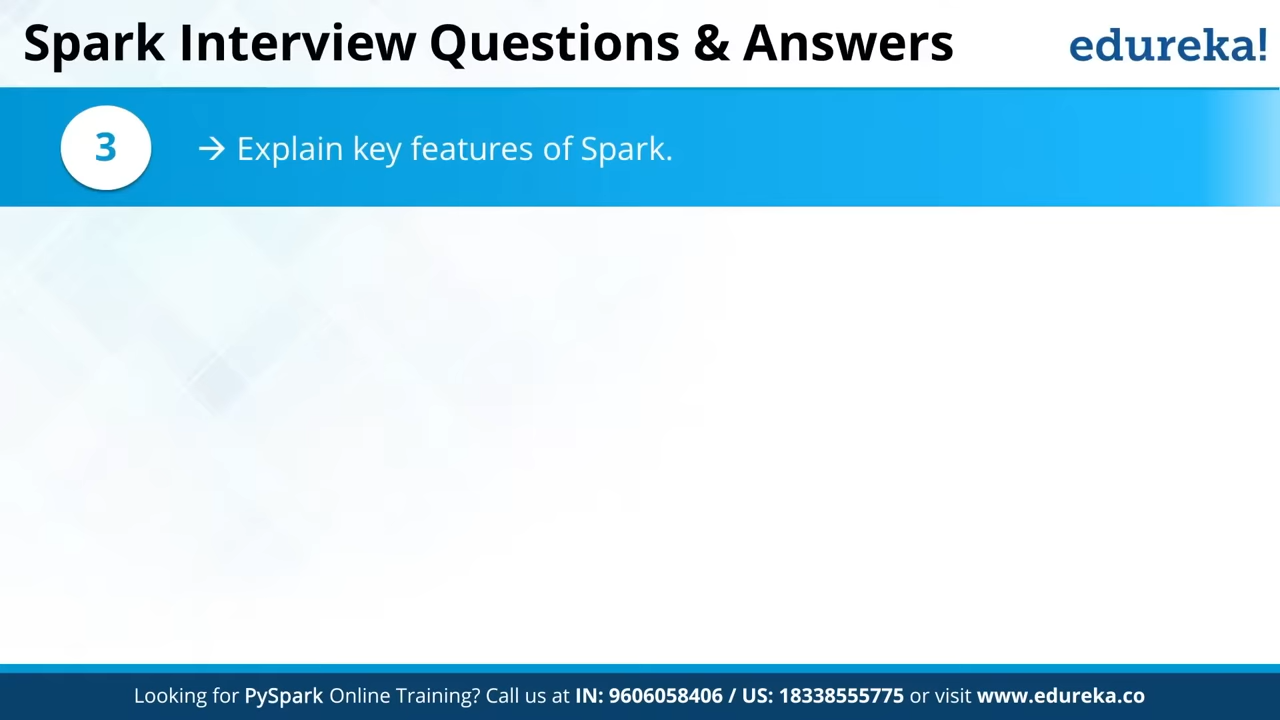 Spark Interview Questions & Answers
edureka!
3
→ Explain key features of Spark.
Looking for PySpark Online Training? Call us at IN: 9606058406 / US: 18338555775 or visit www.edureka.co